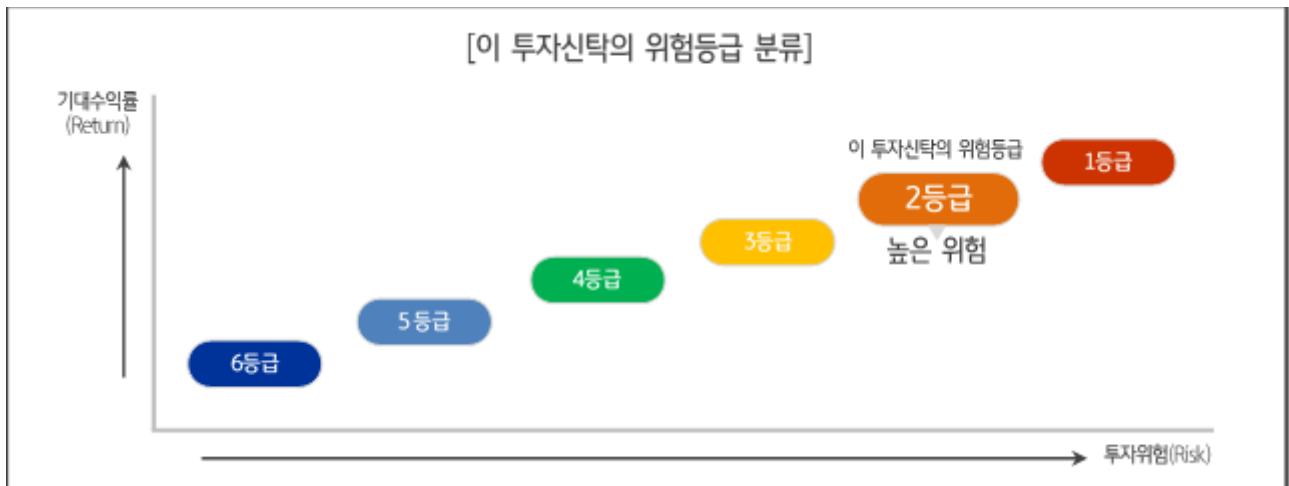 [이 투자신탁의 위험등급 분류]
기대수익률
(Return)
이 투자신탁의 위험등급
1등급
2등급
높은 위험
3등급
4등급
5등급
6등급
투자위험(Risk)